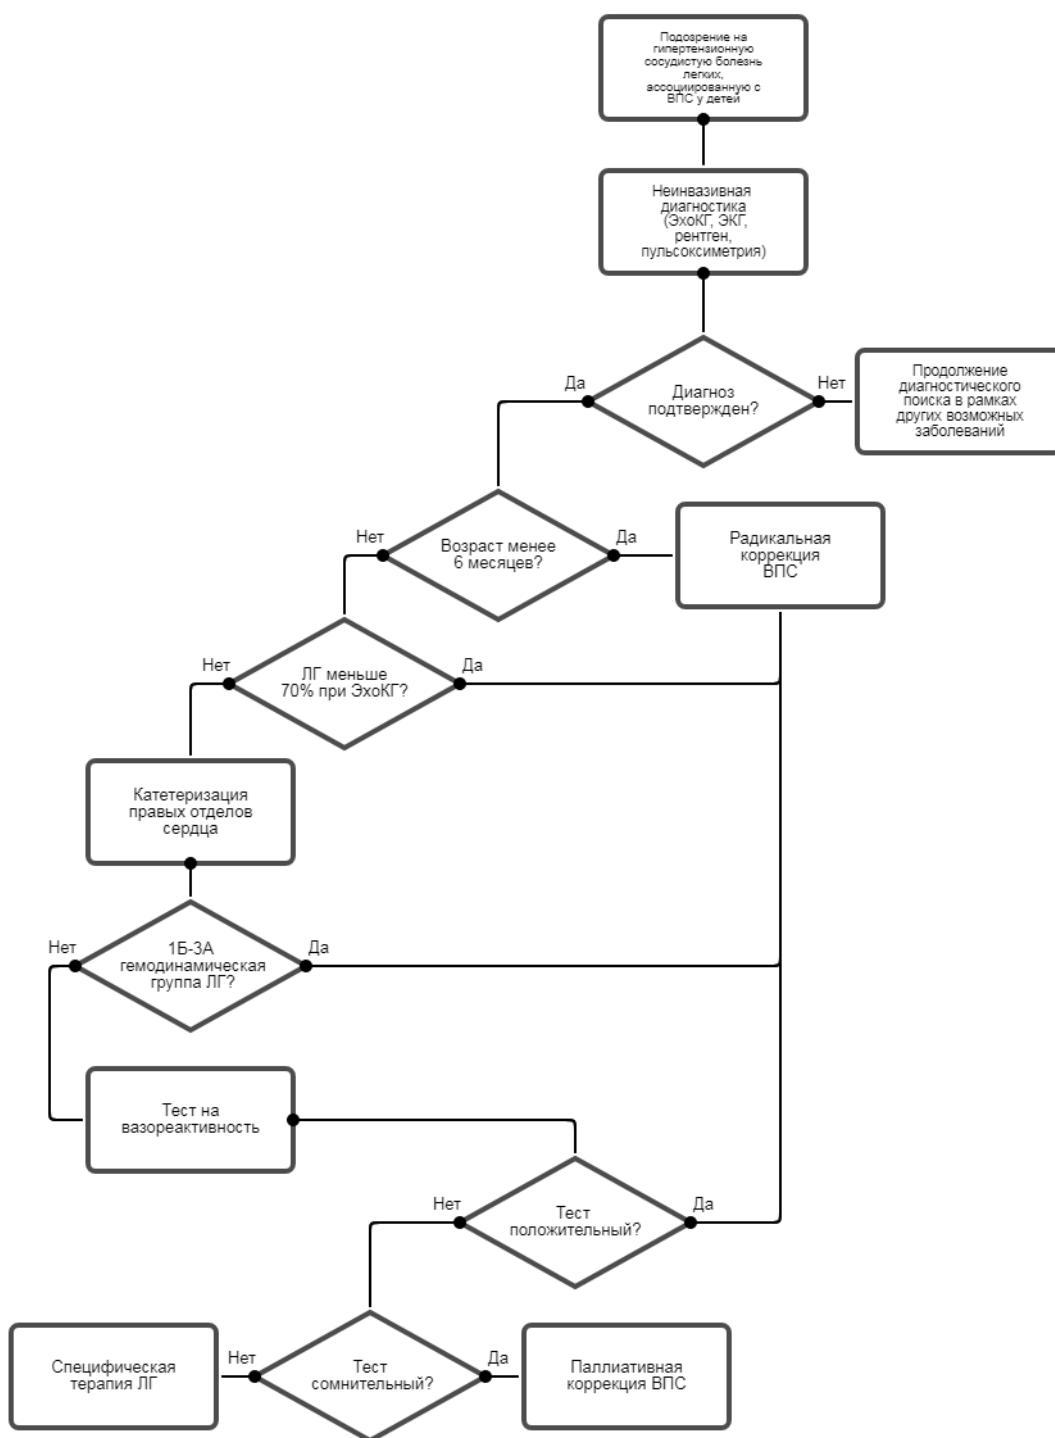 Подозрение на
гипертензионную
сосудистую болезнь
легких,
ассоциированную с
ВПС у детей
Неинвазивная
диагностика
(ЭхоКГ, ЭКГ,
рентген,
пульсоксиметрия)
Да
Диагноз
подтвержден?
Нет
Продолжение
диагностического
поиска в рамках
других возможных
заболеваний
Нет
Возраст менее
6 месяцев?
Да
Радикальная
коррекция
ВПС
Нет
ЛГ меньше
70% при ЭхоКГ?
Да
Катетеризация
правых отделов
сердца
Нет
1Б-3А
гемодинамическая
группа ЛГ?
Да
Тест на
вазореактивность
Нет
Тест
положительный?
Да
Специфическая
терапия ЛГ
Нет
Тест
сомнительный?
Да
Паллиативная
коррекция ВПС